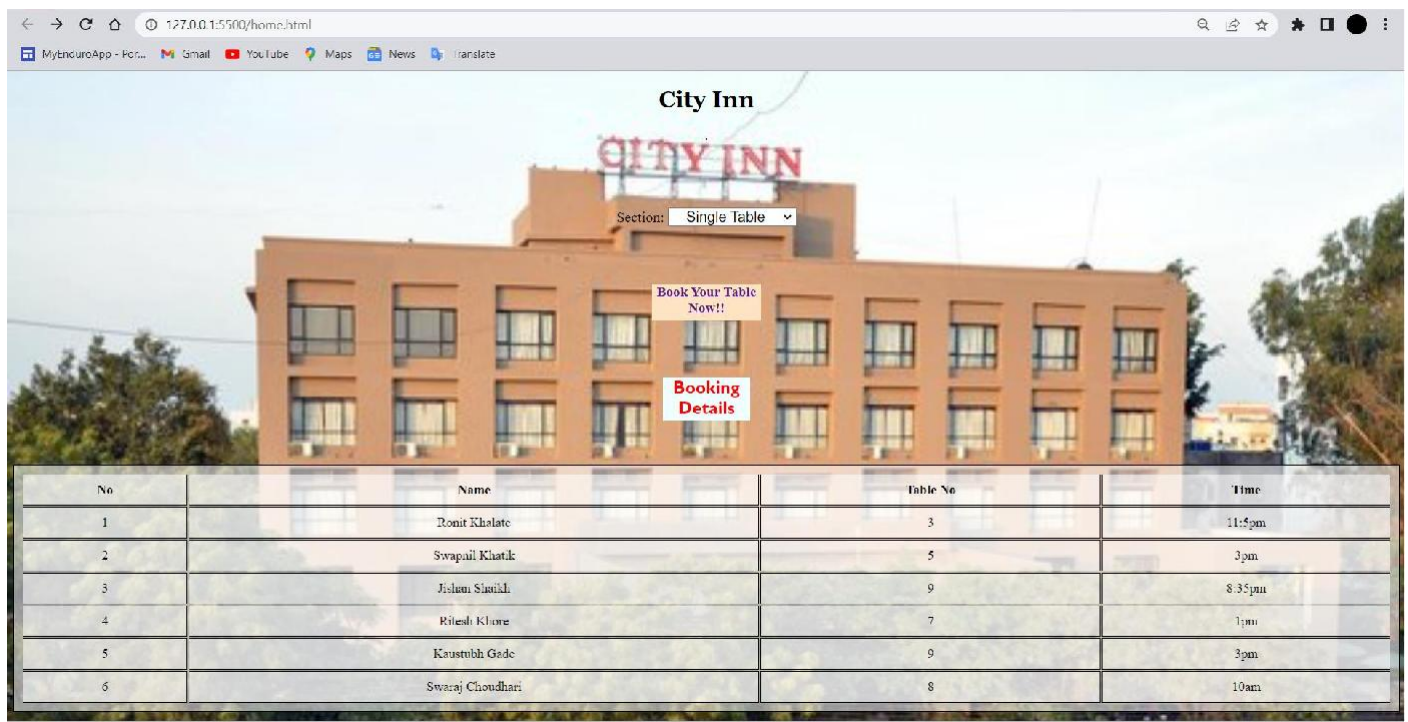 127.0.0.1:5500/home.html
MyEnduroApp - Por... Gmail YouTube Maps News Translate
City Inn
CITY INN
Section: Single Table
Book Your Table
Now!!
Booking
Details
No Name Table No Time
1 Ronit Khalate 3 11:5pm
2 Swapnil Khatik 5 3pm
3 Jishan Shaikh 9 8:35pm
4 Ritesh Khore 7 1pm
5 Kaustubh Gade 9 3pm
6 Swaraj Choudhari 8 10am